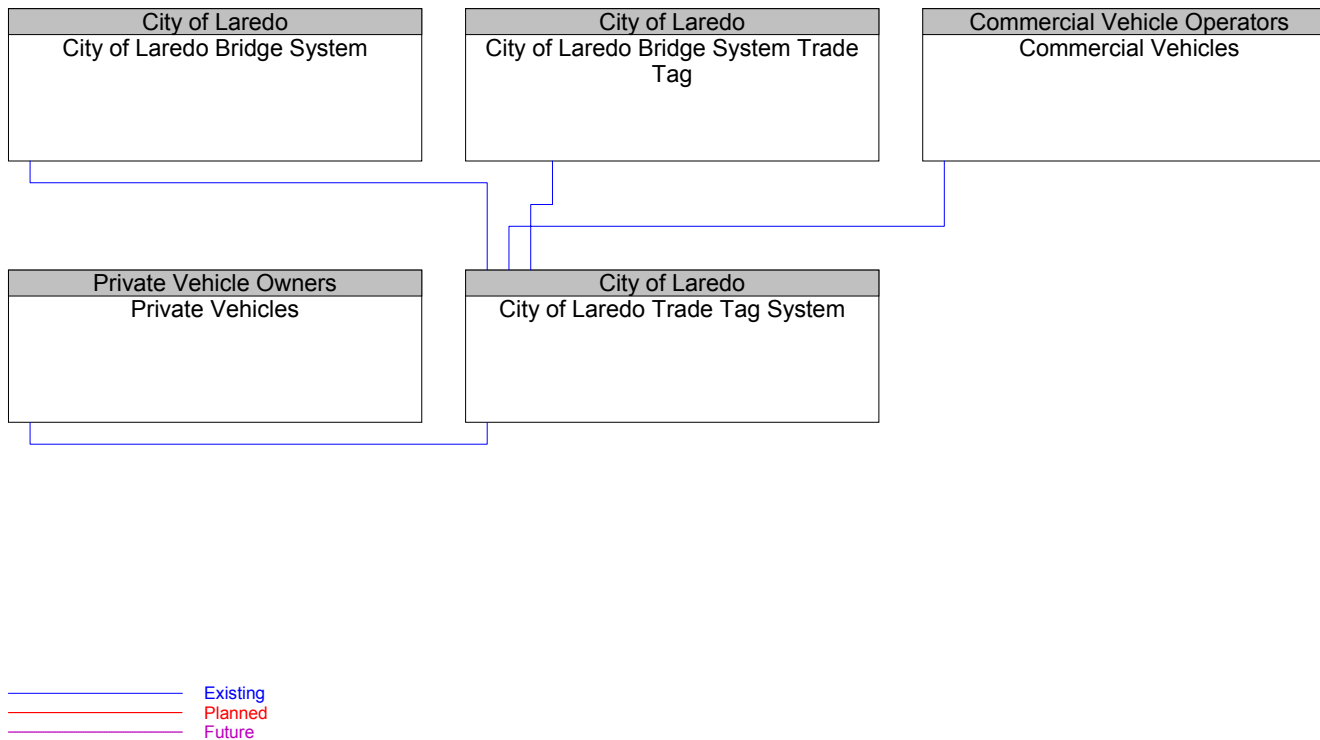 City of Laredo
City of Laredo Bridge System
City of Laredo
City of Laredo Bridge System Trade
Tag
Commercial Vehicle Operators
Commercial Vehicles
Private Vehicle Owners
Private Vehicles
City of Laredo
City of Laredo Trade Tag System
Existing
Planned
Future